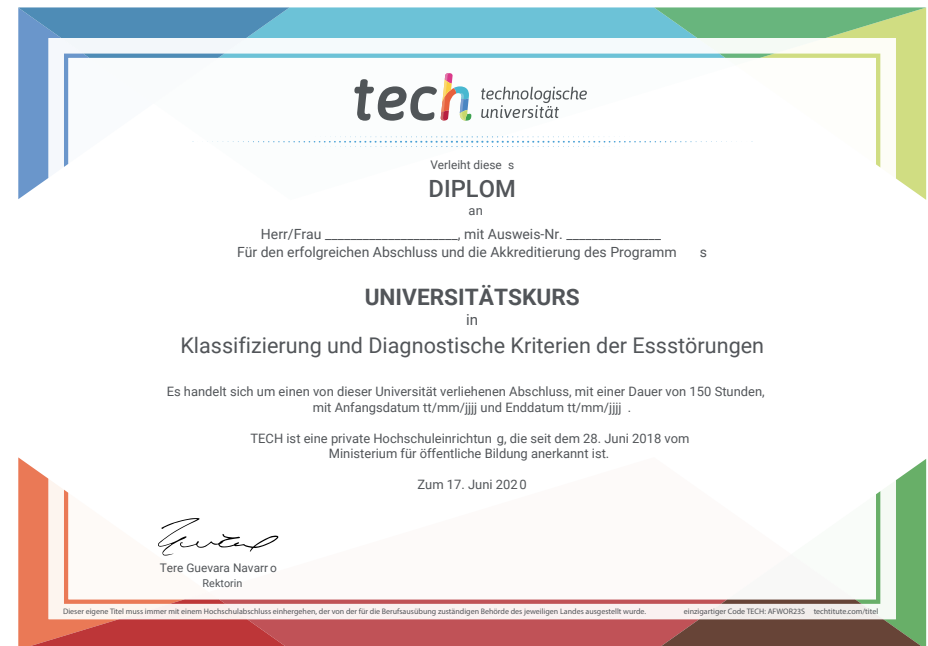 tech technologische
universität
Verleiht diese s
DIPLOM
an
Herr/Frau ____________________, mit Ausweis-Nr. ______________
Für den erfolgreichen Abschluss und die Akkreditierung des Programm s
UNIVERSITÄTSKURS
in
Klassifizierung und Diagnostische Kriterien der Essstörungen
Es handelt sich um einen von dieser Universität verliehenen Abschluss, mit einer Dauer von 150 Stunden,
mit Anfangsdatum tt/mm/jjjj und Enddatum tt/mm/jjjj .
TECH ist eine private Hochschuleinrichtun g, die seit dem 28. Juni 2018 vom
Ministerium für öffentliche Bildung anerkannt ist.
Zum 17. Juni 2020
Tere Guevara Navarro
Rektorin
Dieser eigene Titel muss immer mit einem Hochschulabschluss einhergehen, der von der für die Berufsausübung zuständigen Behörde des jeweiligen Landes ausgestellt wurde. einzigartiger Code TECH: AFWOR23S techtitute.com/titel